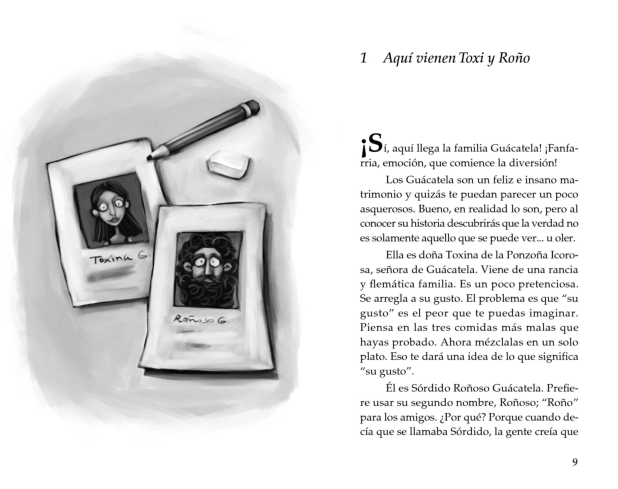 Toxina G.
Roñoso G.
1 Aquí vienen Toxi y Roño
¡Sí, aquí llega la familia Guácatela! ¡Fanfa-
rria, emoción, que comience la diversión!
Los Guácatela son un feliz e insano ma-
trimonio y quizás te puedan parecer un poco
asquerosos. Bueno, en realidad lo son, pero al
conocer su historia descubrirás que la verdad no
es solamente aquello que se puede ver... u oler.
Ella es doña Toxina de la Ponzoña Icoro-
sa, señora de Guácatela. Viene de una rancia
y flemática familia. Es un poco pretenciosa.
Se arregla a su gusto. El problema es que “su
gusto” es el peor que te puedas imaginar.
Piensa en las tres comidas más malas que
hayas probado. Ahora mézclalas en un solo
plato. Eso te dará una idea de lo que significa
“su gusto”.
Él es Sórdido Roñoso Guácatela. Prefie-
re usar su segundo nombre, Roñoso; “Roño”
para los amigos. ¿Por qué? Porque cuando de-
cía que se llamaba Sórdido, la gente creía que
9